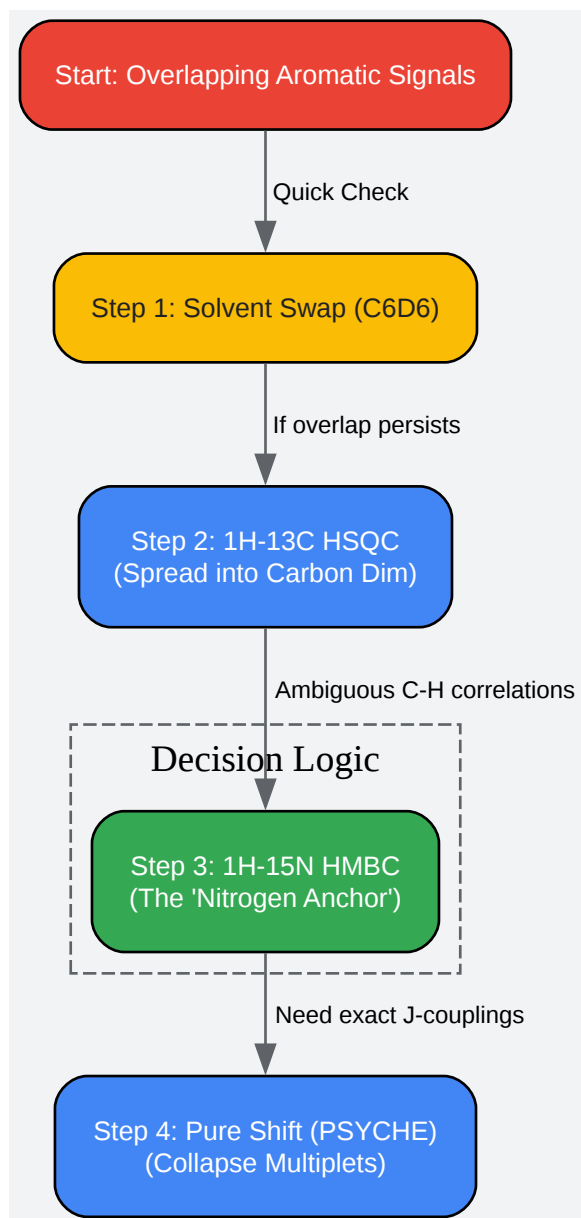 Start: Overlapping Aromatic Signals
Quick Check
Step 1: Solvent Swap (C6D6)
If overlap persists
Step 2: 1H-13C HSQC
(Spread into Carbon Dim)
Ambiguous C-H correlations
Decision Logic
Step 3: 1H-15N HMBC
(The 'Nitrogen Anchor')
Need exact J-couplings
Step 4: Pure Shift (PSYCHE)
(Collapse Multiplets)